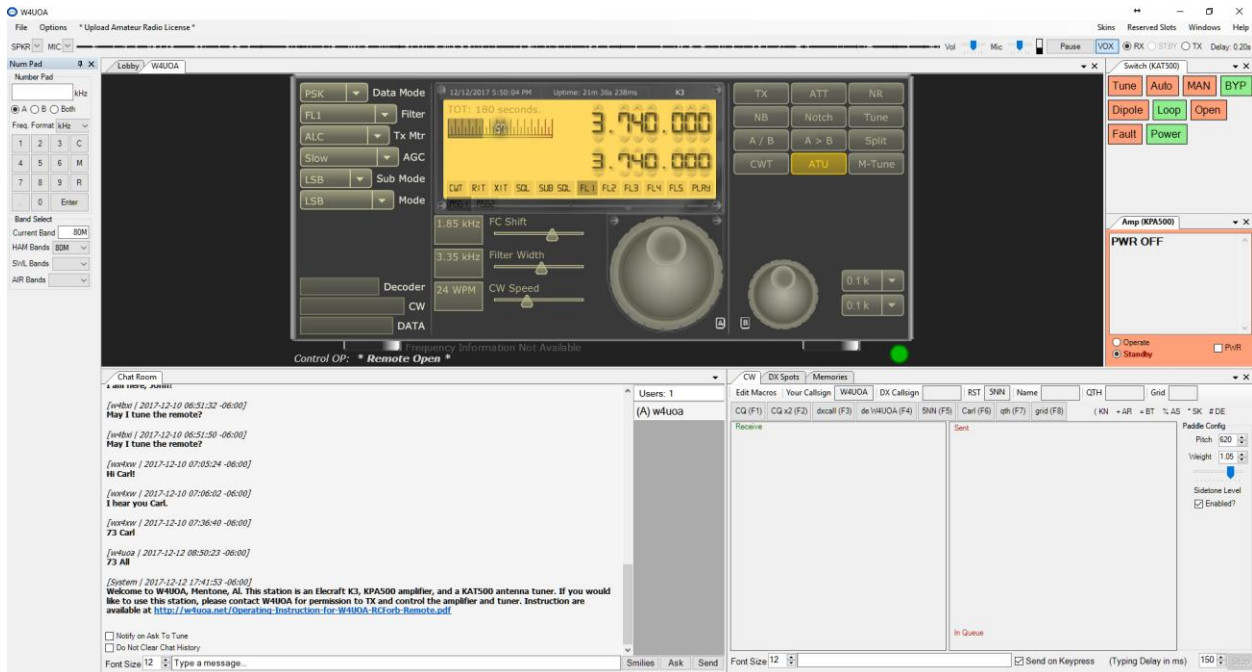 W4UOA
File Options * Upload Amateur Radio License *
Skins Reserved Slots Windows Help
SPKR MIC
Vol Mic Pause VOX RX STBY TX Delay: 0.20s
Num Pad
Number Pad
kHz
A B Both
Freq. Format kHz
1 2 3 C
4 5 6 M
7 8 9 R
. 0 Enter
Band Select
Current Band 80M
HAM Bands 80M
SWL Bands
AIR Bands
Lobby W4UOA
PSK Data Mode
FL1 Filter
ALC Tx Mtr
Slow AGC
LSB Sub Mode
LSB Mode
Decoder
CW
DATA
12/12/2017 5:50:04 PM Uptime: 21m 36s 238ms K3
TOT: 180 seconds.
S
3.740.000
3.740.000
CWT RIT XIT SQL SUB SQL FL1 FL2 FL3 FL4 FL5 PLRY
1.85 kHz FC Shift
3.35 kHz Filter Width
24 WPM CW Speed
A B
TX ATT NR
NB Notch Tune
A / B A > B Split
CWT ATU M-Tune
0.1 k
0.1 k
Frequency Information Not Available
Control OP: * Remote Open *
Switch (KAT500)
Tune Auto MAN BYP
Dipole Loop Open
Fault Power
Amp (KPA500)
PWR OFF
Operate
Standby PWR
Chat Room
I am here, John!
[w4bxi | 2017-12-10 06:51:32 -06:00]
May I tune the remote?
[w4bxi | 2017-12-10 06:51:50 -06:00]
May I tune the remote?
[wx4xw | 2017-12-10 07:05:24 -06:00]
Hi Carl!
[wx4xw | 2017-12-10 07:06:02 -06:00]
I hear you Carl.
[wx4xw | 2017-12-10 07:36:40 -06:00]
73 Carl
[w4uoa | 2017-12-12 08:50:23 -06:00]
73 All
[System | 2017-12-12 17:41:53 -06:00]
Welcome to W4UOA, Mentone, Al. This station is an Elecraft K3, KPA500 amplifier, and a KAT500 antenna tuner. If you would
like to use this station, please contact W4UOA for permission to TX and control the amplifier and tuner. Instruction are
available at http://w4uoa.net/Operating-Instruction-for-W4UOA-RCForb-Remote.pdf
Notify on Ask To Tune
Do Not Clear Chat History
Font Size 12 Type a message... Smilies Ask Send
Users: 1
(A) w4uoa
CW DX Spots Memories
Edit Macros Your Callsign W4UOA DX Callsign RST 5NN Name QTH Grid
CQ (F1) CQ x2 (F2) dxcall (F3) de W4UOA (F4) 5NN (F5) Carl (F6) qth (F7) grid (F8) ( KN + AR = BT % AS * SK # DE
Receive
Sent
In Queue
Paddle Config
Pitch 620
Weight 1.05
Sidetone Level
Enabled?
Font Size 12 Send on Keypress (Typing Delay in ms) 150